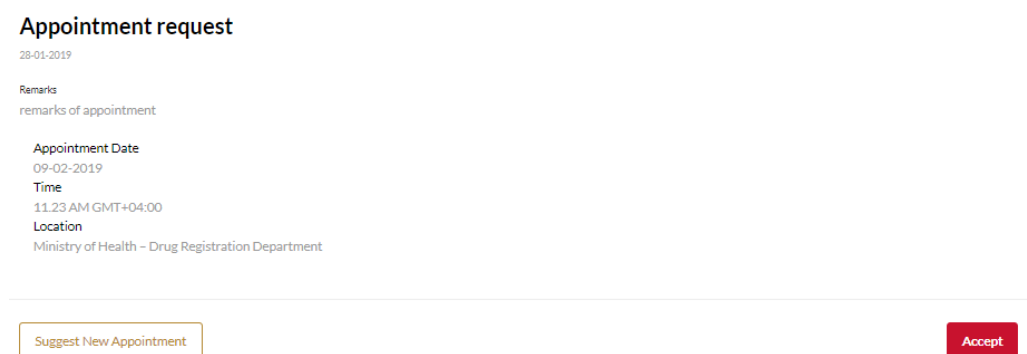 Appointment request
28-01-2019
Remarks
remarks of appointment
Appointment Date
09-02-2019
Time
11.23 AM GMT+04:00
Location
Ministry of Health – Drug Registration Department
Suggest New Appointment
Accept